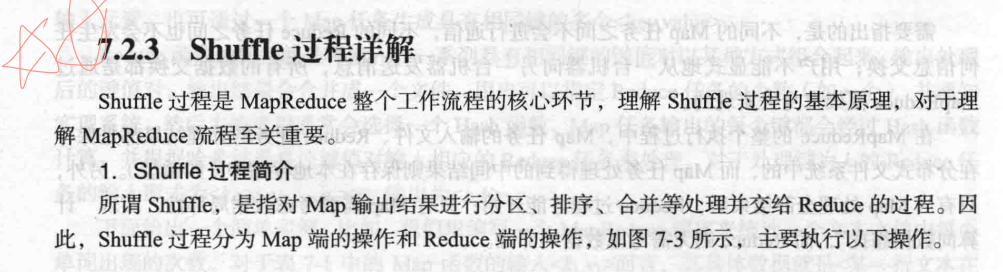 7.2.3 Shuffle 过程详解
Shuffle 过程是 MapReduce 整个工作流程的核心环节，理解 Shuffle 过程的基本原理，对于理
解 MapReduce 流程至关重要。
1．Shuffle 过程简介
所谓 Shuffle，是指对 Map 输出结果进行分区、排序、合并等处理并交给 Reduce 的过程。因
此，Shuffle 过程分为 Map 端的操作和 Reduce 端的操作，如图 7-3 所示，主要执行以下操作。